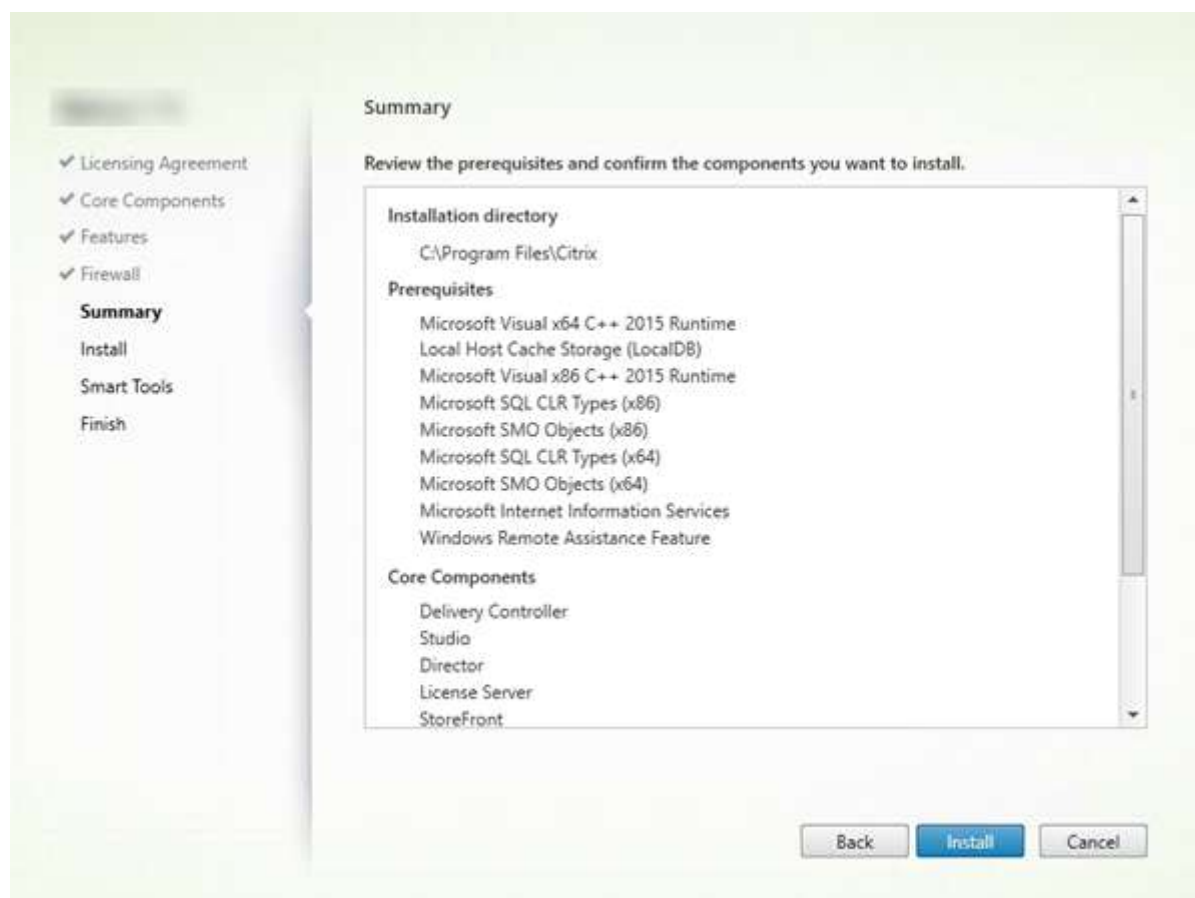 Summary
Licensing Agreement
Core Components
Features
Firewall
Summary
Install
Smart Tools
Finish
Review the prerequisites and confirm the components you want to install.
Installation directory
C:\Program Files\Citrix
Prerequisites
Microsoft Visual x64 C++ 2015 Runtime
Local Host Cache Storage (LocalDB)
Microsoft Visual x86 C++ 2015 Runtime
Microsoft SQL CLR Types (x86)
Microsoft SMO Objects (x86)
Microsoft SQL CLR Types (x64)
Microsoft SMO Objects (x64)
Microsoft Internet Information Services
Windows Remote Assistance Feature
Core Components
Delivery Controller
Studio
Director
License Server
StoreFront
Back
Install
Cancel